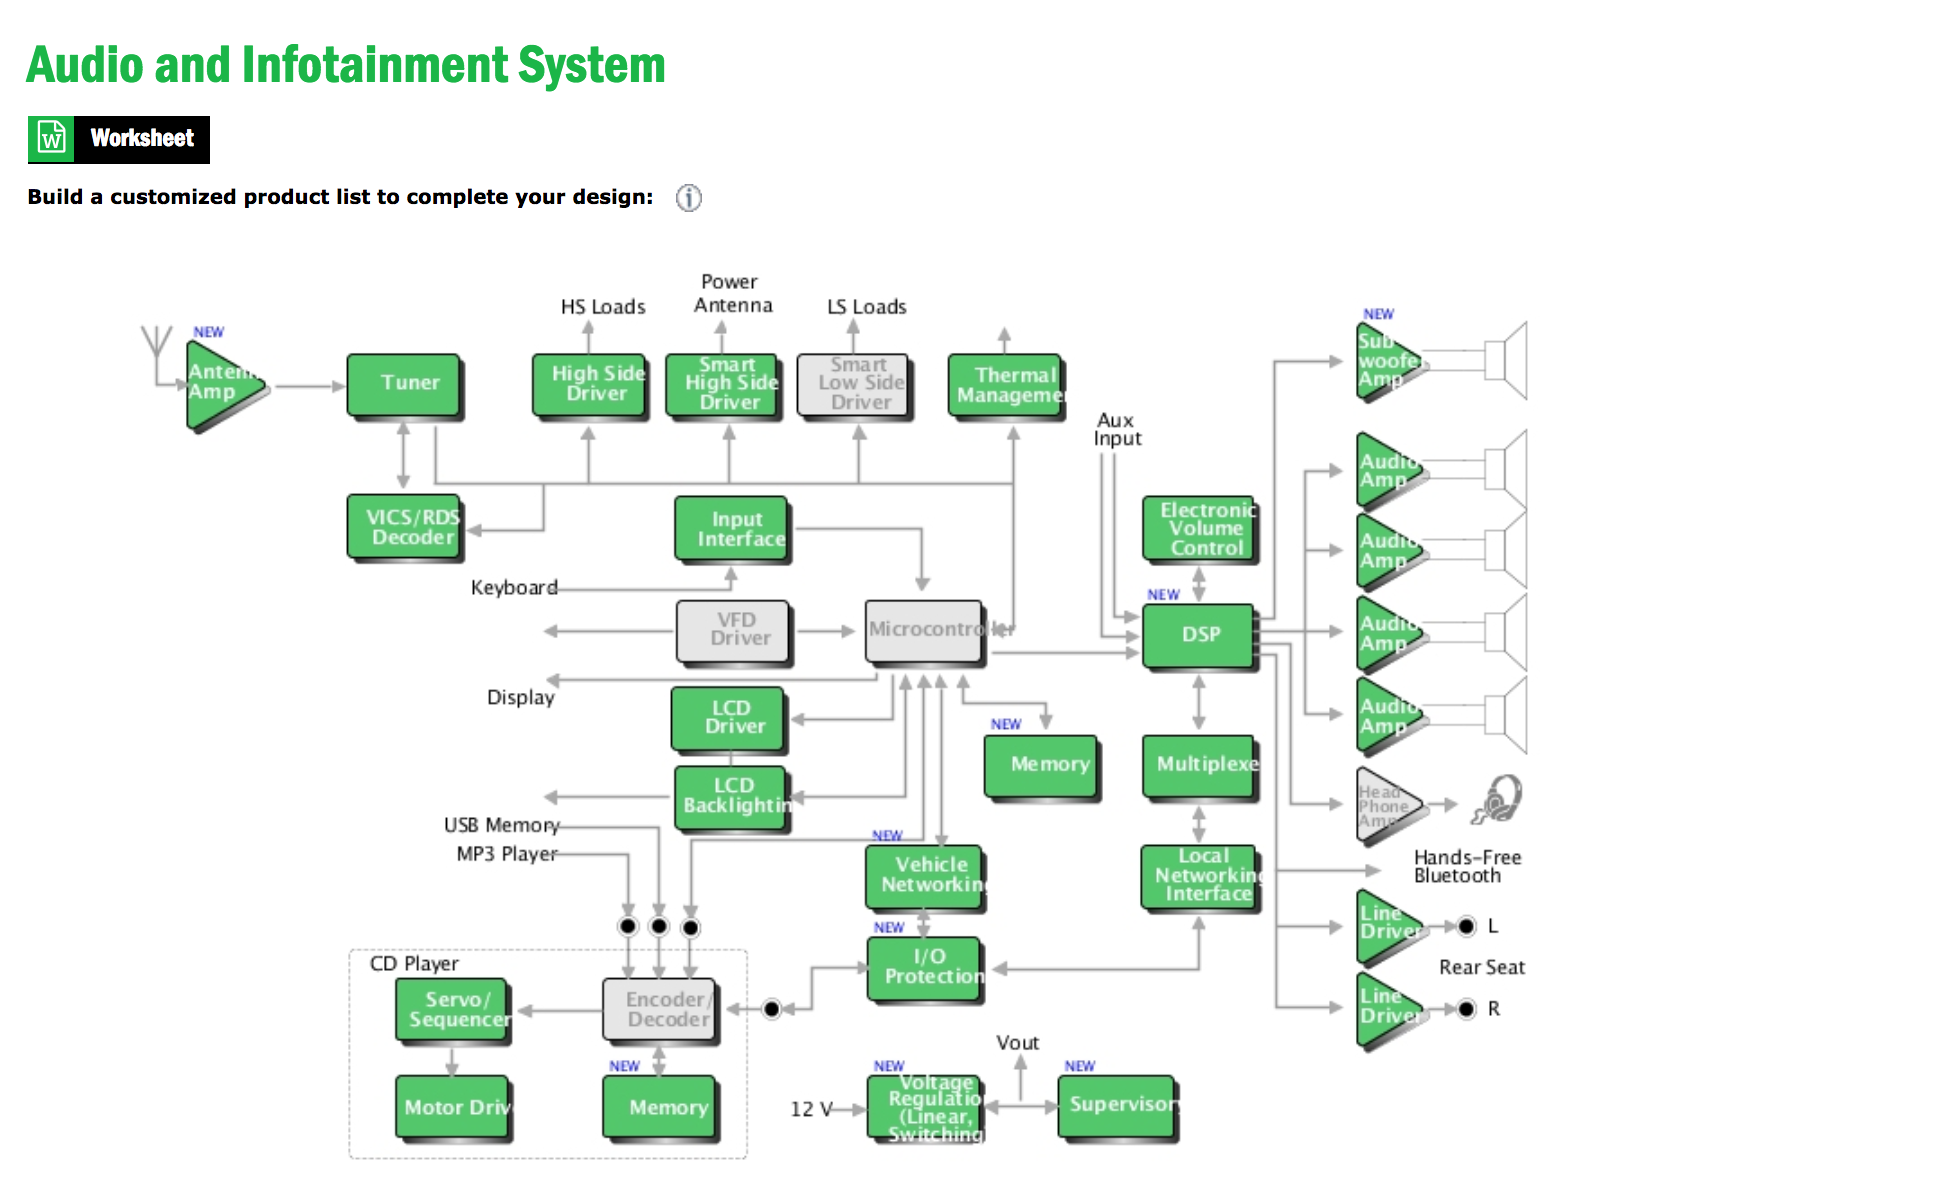 Audio and Infotainment System
W
Worksheet
Build a customized product list to complete your design:
i
Power
Antenna
HS Loads
LS Loads
NEW
Anten
Amp
Tuner
High Side
Driver
Smart
High Side
Driver
Smart
Low Side
Driver
Thermal
Manageme
NEW
Sub
woofe
Amp
Aux
Input
Audio
Amp
VICS/RDS
Decoder
Input
Interface
Electronic
Volume
Control
Audio
Amp
Keyboard
NEW
VFD
Driver
Microcontroller
DSP
Audio
Amp
Display
LCD
Driver
NEW
Memory
Multiplexe
Audio
Amp
LCD
Backlightin
Head
Phone
Amp
USB Memory
MP3 Player
NEW
Vehicle
Networking
Local
Networking
Interface
Hands-Free
Bluetooth
Line
Driver
L
NEW
I/O
Protection
Rear Seat
CD Player
Servo/
Sequencer
Encoder/
Decoder
Line
Driver
R
Vout
NEW
Motor Driv
Memory
12 V
NEW
Voltage
Regulatio
(Linear,
Switching
NEW
Supervisory